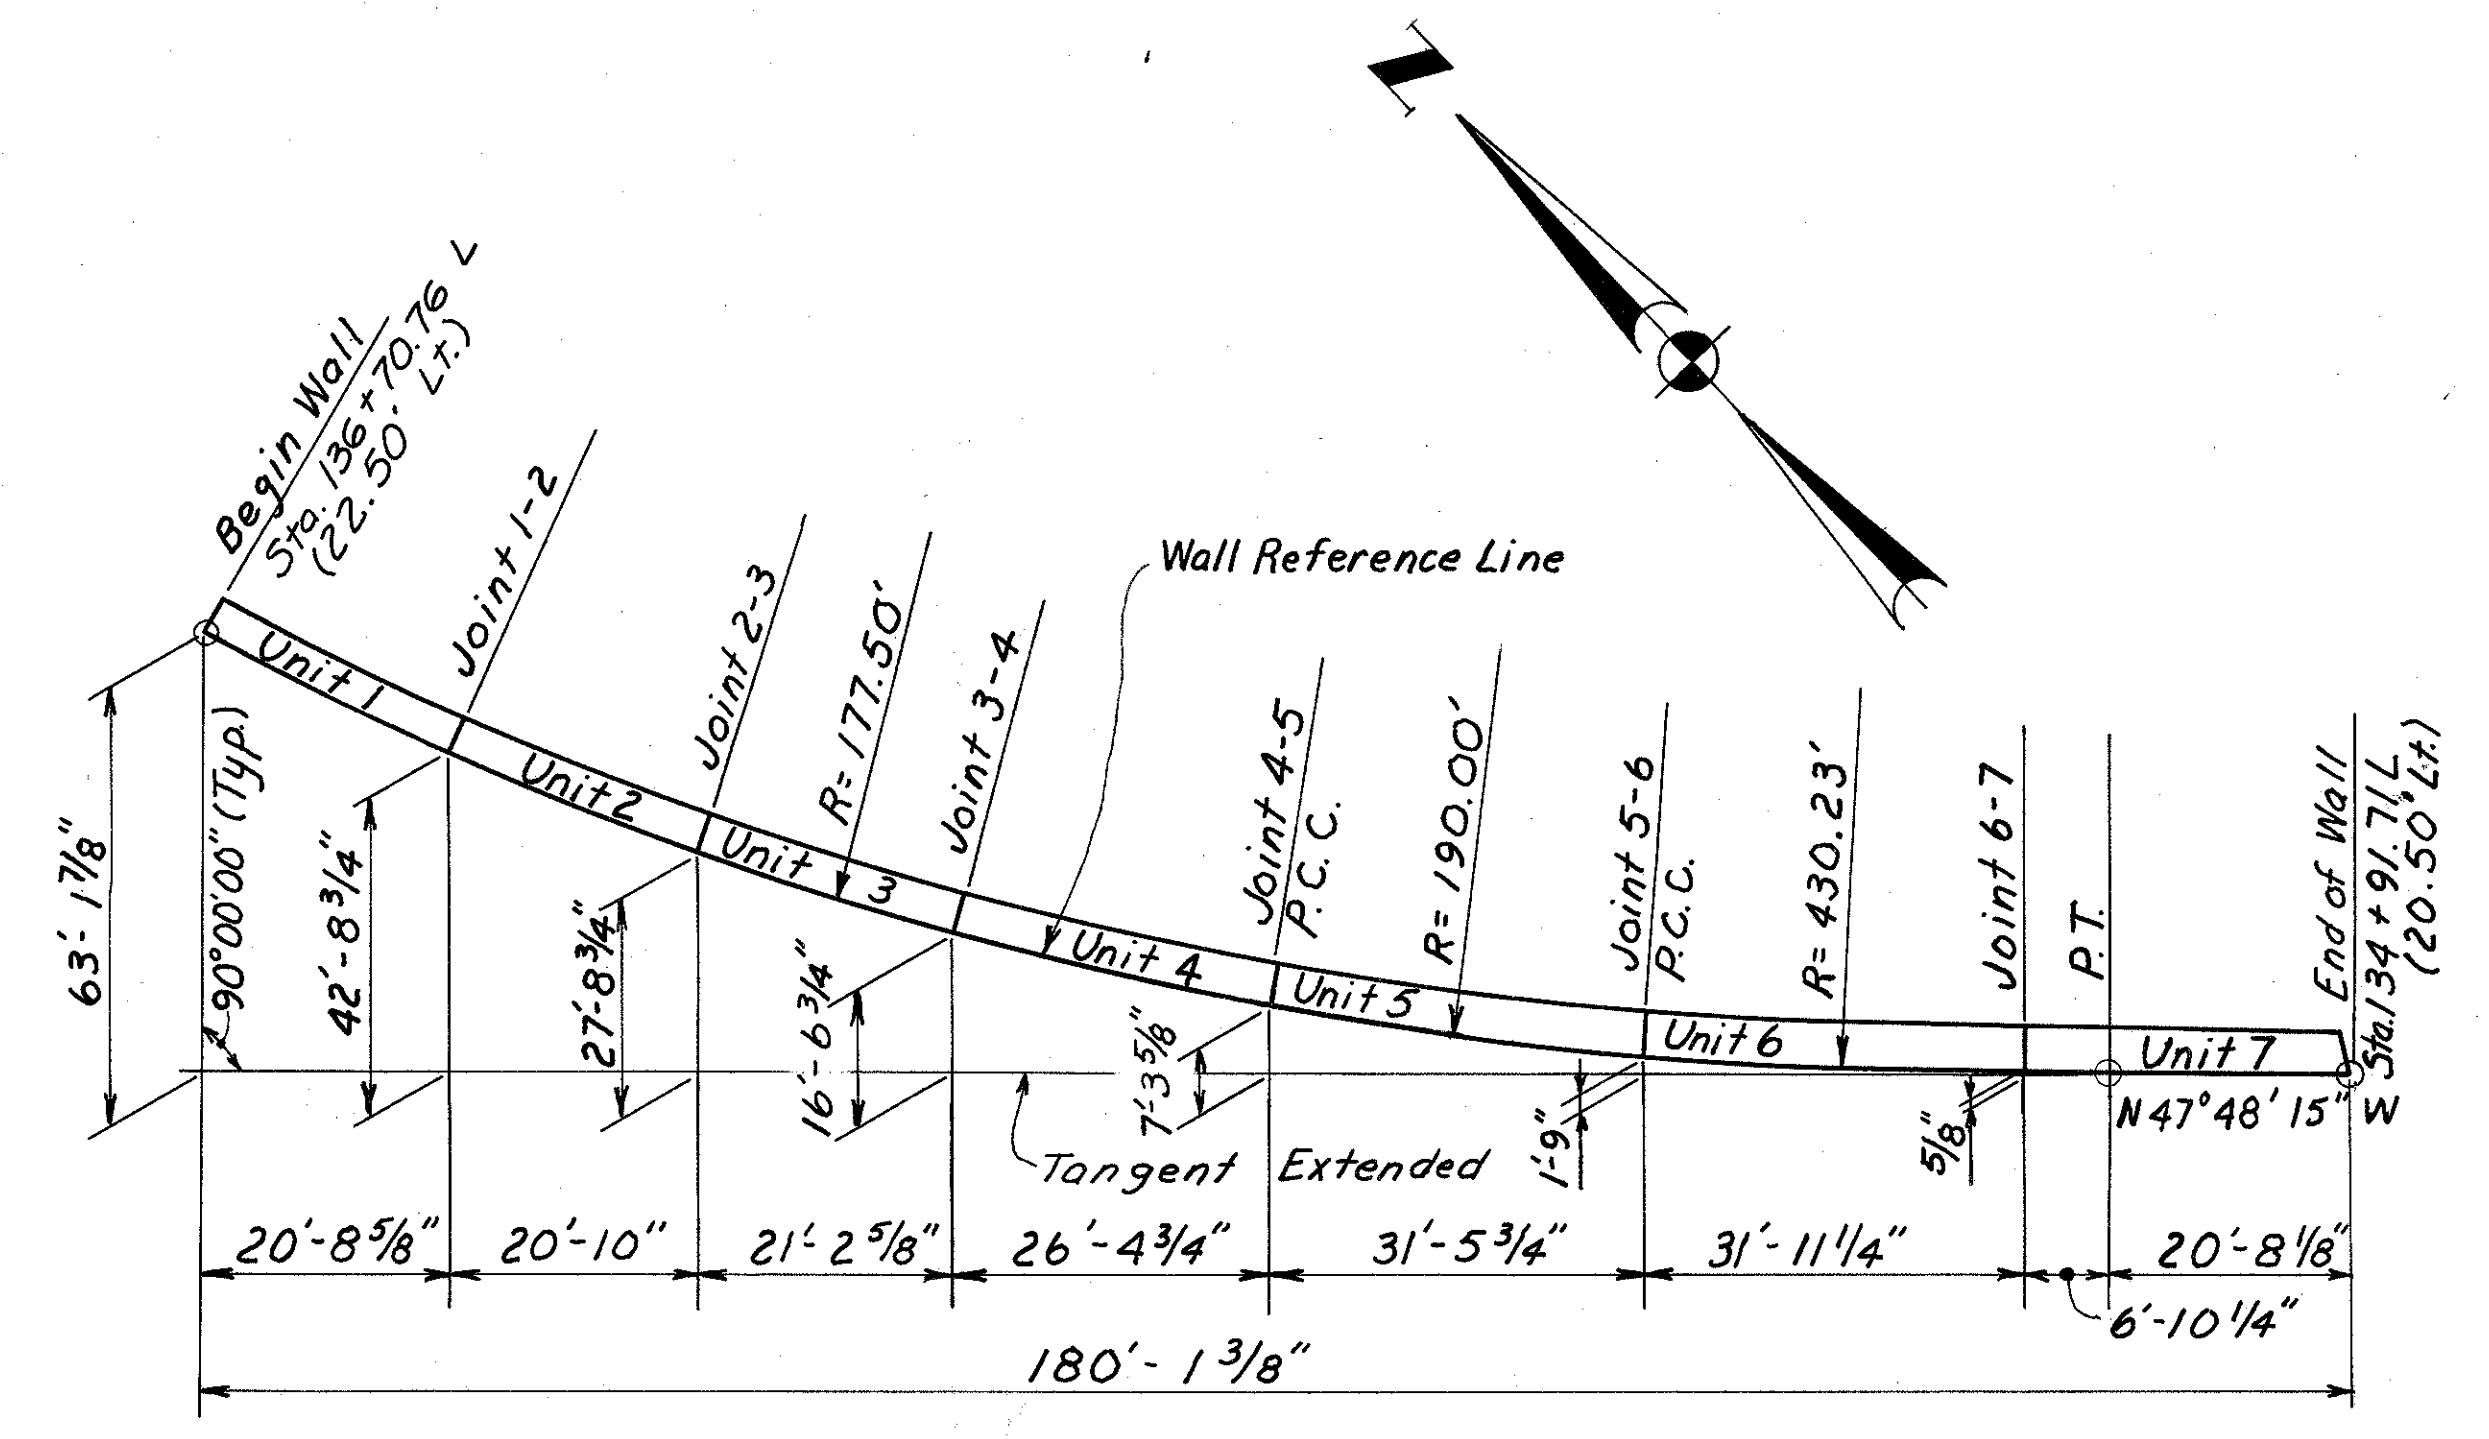 N
Begin Wall
Sta. 136+70.76 L
(22.50' Lt.)
Joint 1-2
Joint 2-3
R=177.50'
Joint 3-4
Wall Reference Line
Joint 4-5
P.C.C.
R=190.00'
Joint 5-6
P.C.C.
R=430.23'
Joint 6-7
P.T.
End of Wall
Sta.134+91.71 L
(20.50' Lt.)
Unit 1
Unit 2
Unit 3
Unit 4
Unit 5
Unit 6
Unit 7
63'-1 7/8"
90°00'00" (Typ.)
42'-8 3/4"
27'-8 3/4"
16'-6 3/4"
7'-3 5/8"
1'-9"
5/8"
N 47° 48' 15" W
Tangent Extended
20'-8 5/8"
20'-10"
21'-2 5/8"
26'-4 3/4"
31'-5 3/4"
31'-11 1/4"
20'-8 1/8"
6'-10 1/4"
180'-1 3/8"